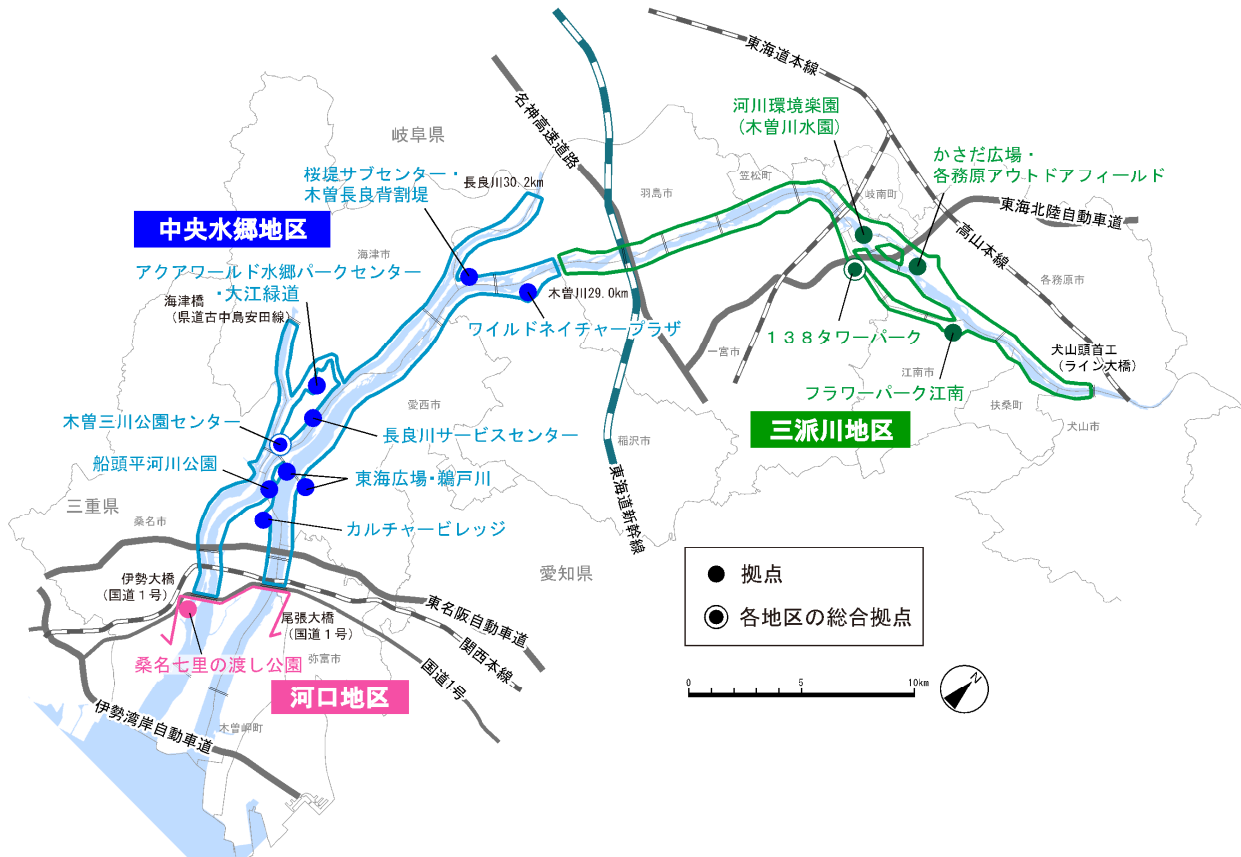 東海道本線
名神高速道路
河川環境楽園
(木曽川水園)
岐阜県
かさだ広場・
各務原アウトドアフィールド
桜堤サブセンター・
木曽長良背割堤
長良川30.2km
羽島市
笠松町
岐南町
東海北陸自動車道
中央水郷地区
海津市
高山本線
各務原市
アクアワールド水郷パークセンター
・大江緑道
海津橋
(県道古中島安田線)
木曽川29.0km
ワイルドネイチャープラザ
138タワーパーク
一宮市
犬山頭首工
(ライン大橋)
江南市
フラワーパーク江南
扶桑町
犬山市
愛西市
木曽三川公園センター
長良川サービスセンター
三派川地区
稲沢市
船頭平河川公園
東海広場・鵜戸川
東海道新幹線
三重県
桑名市
カルチャービレッジ
愛知県
伊勢大橋
(国道1号)
拠点
各地区の総合拠点
尾張大橋
(国道1号)
東名阪自動車道
関西本線
国道1号
桑名七里の渡し公園
弥富市
河口地区
伊勢湾岸自動車道
木曽岬町
0
5
10km
N